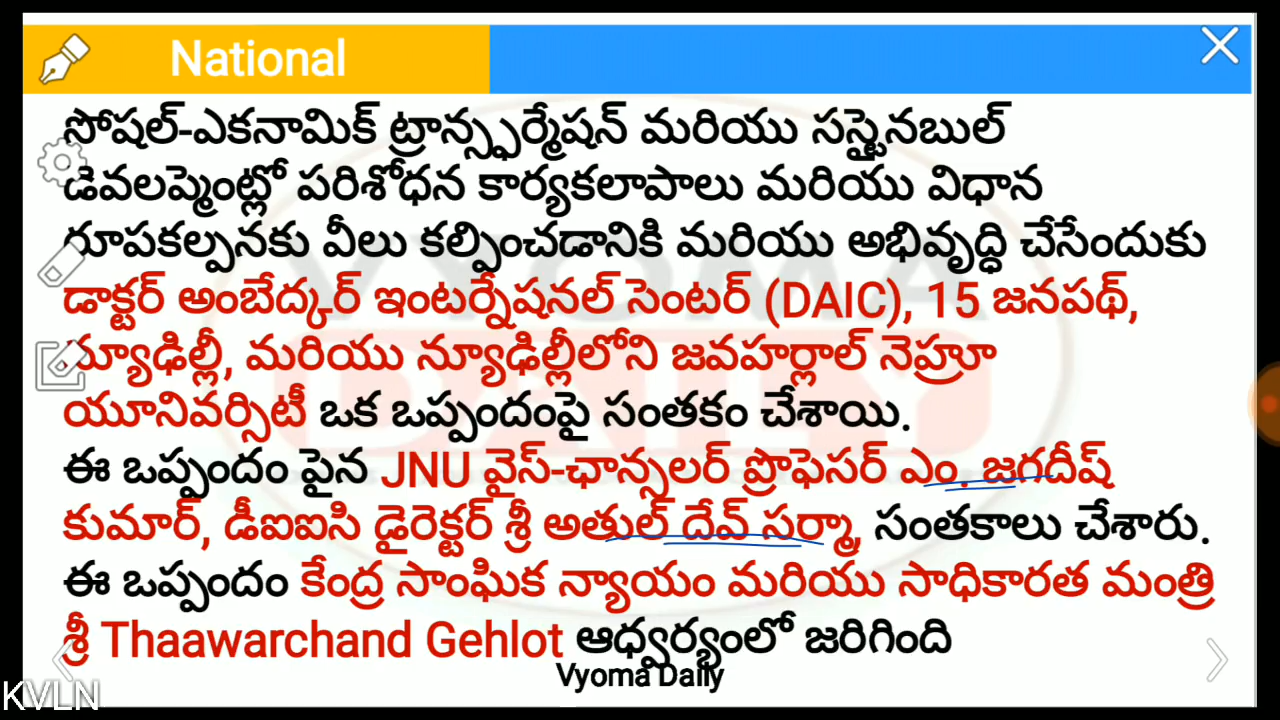 National
సోషల్-ఎకనామిక్ ట్రాన్స్ఫర్మేషన్ మరియు సస్టైనబుల్
డెవలప్మెంట్లో పరిశోధన కార్యకలాపాలు మరియు విధాన
రూపకల్పనకు వీలు కల్పించడానికి మరియు అభివృద్ధి చేసేందుకు
డాక్టర్ అంబేద్కర్ ఇంటర్నేషనల్ సెంటర్ (DAIC), 15 జనపథ్,
న్యూఢిల్లీ, మరియు న్యూఢిల్లీలోని జవహర్లాల్ నెహ్రూ
యూనివర్సిటీ ఒక ఒప్పందంపై సంతకం చేశాయి.
ఈ ఒప్పందం పైన JNU వైస్-ఛాన్సలర్ ప్రొఫెసర్ ఎం. జగదీష్
కుమార్, డీఐఐసి డైరెక్టర్ శ్రీ అతుల్ దేవ్ సర్మా, సంతకాలు చేశారు.
ఈ ఒప్పందం కేంద్ర సాంఘిక న్యాయం మరియు సాధికారత మంత్రి
శ్రీ Thaawarchand Gehlot ఆధ్వర్యంలో జరిగింది
Vyoma Daily
KVLN